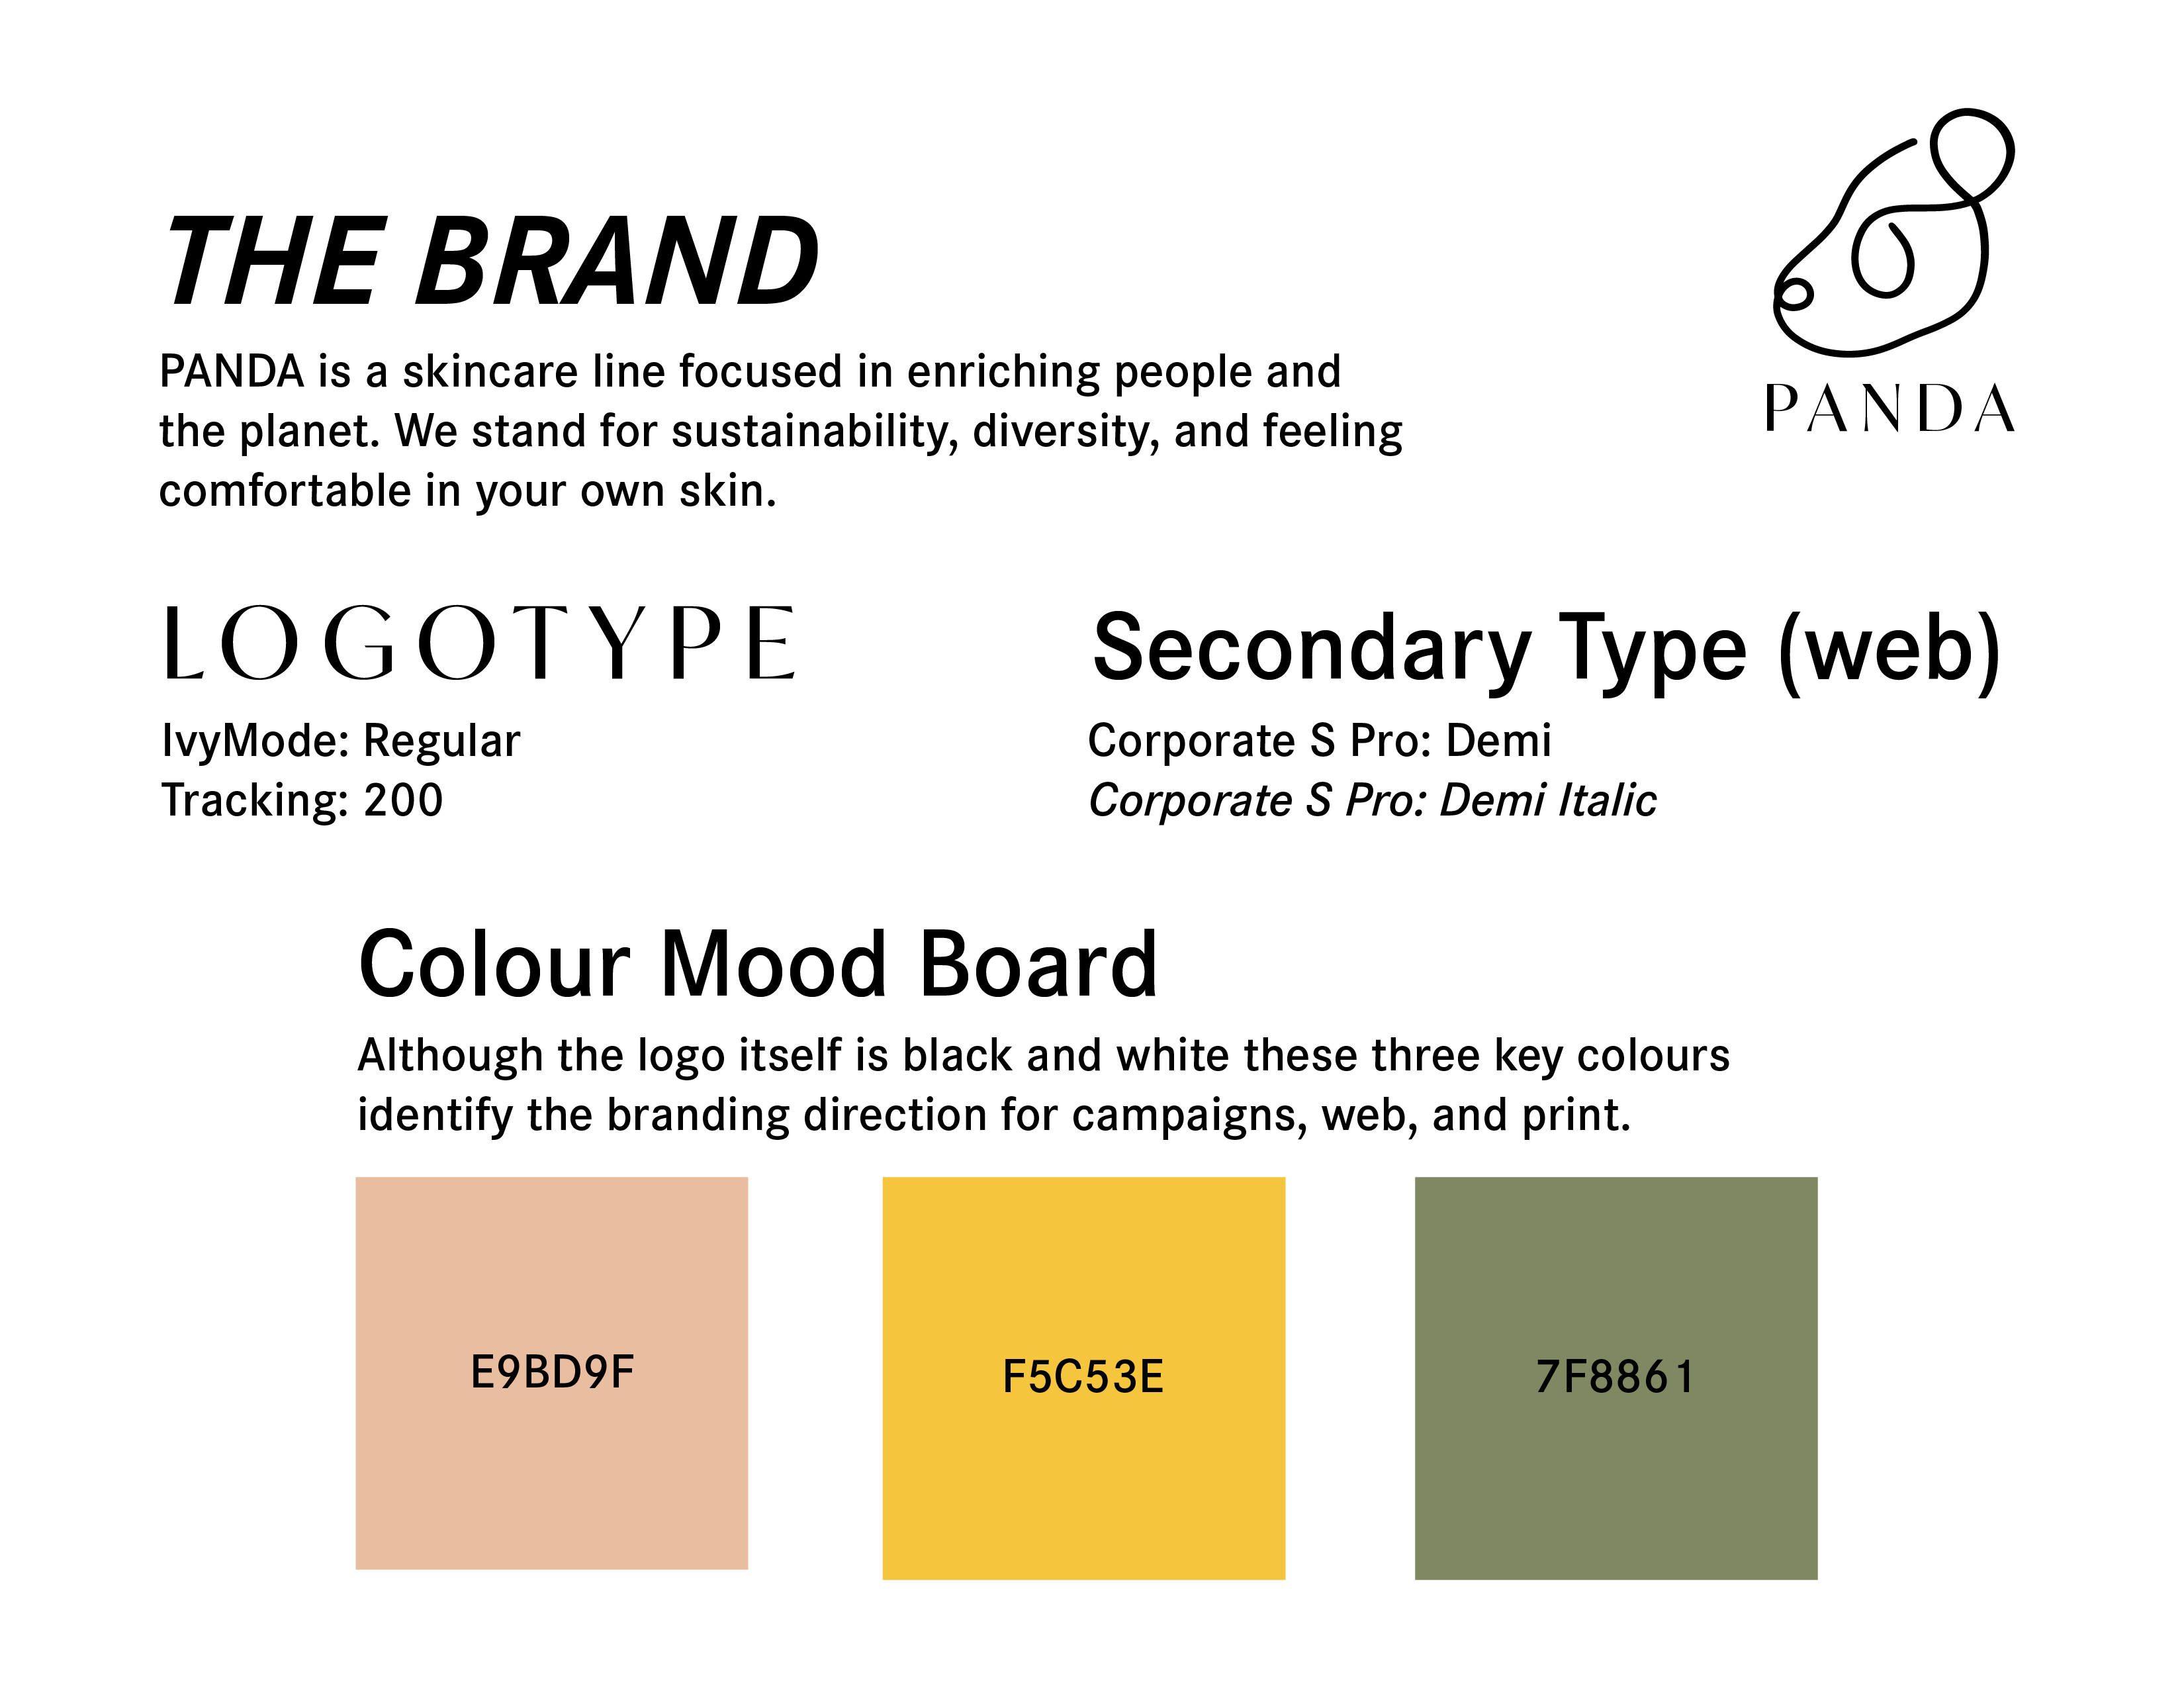 THE BRAND
PANDA is a skincare line focused in enriching people and
the planet. We stand for sustainability, diversity, and feeling
comfortable in your own skin.
PANDA
LOGOTYPE
IvyMode: Regular
Tracking: 200
Secondary Type (web)
Corporate S Pro: Demi
Corporate S Pro: Demi Italic
Colour Mood Board
Although the logo itself is black and white these three key colours
identify the branding direction for campaigns, web, and print.
E9BD9F
F5C53E
7F8861